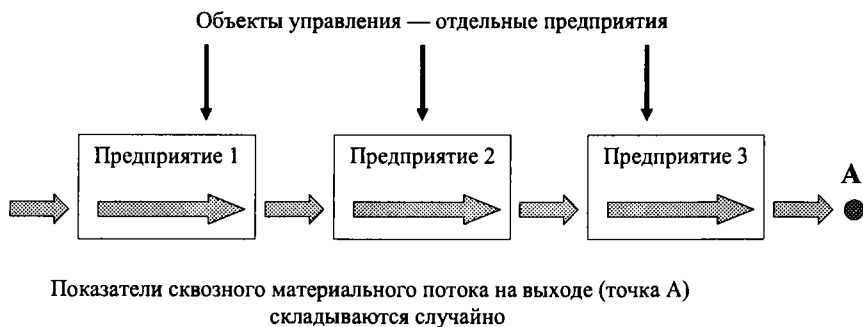 Объекты управления — отдельные предприятия
Предприятие 1
Предприятие 2
Предприятие 3
А
Показатели сквозного материального потока на выходе (точка А)
складываются случайно